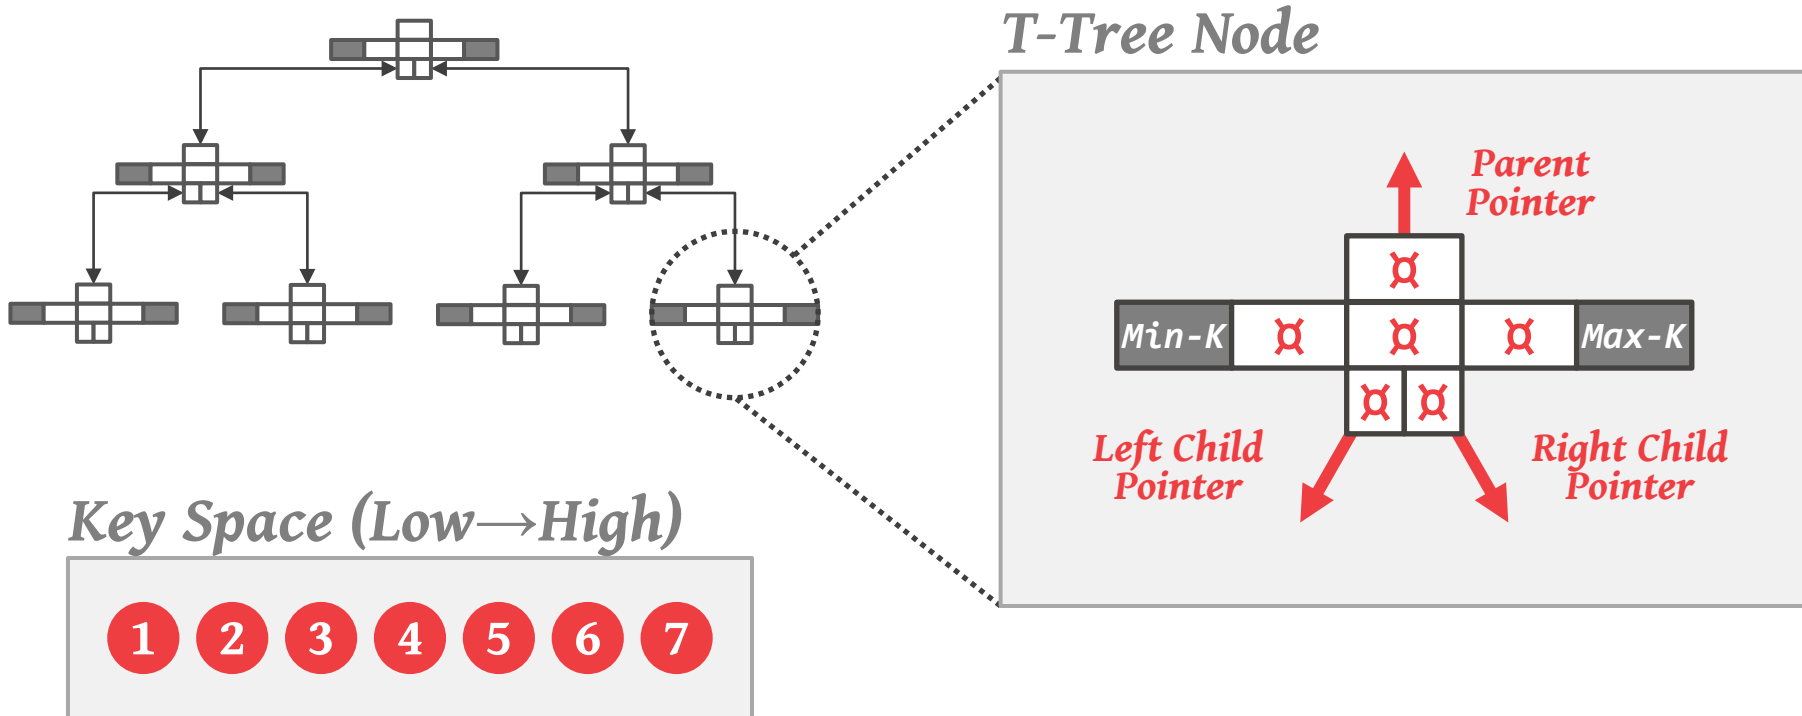 T-Tree Node
Parent
Pointer
¤
Min-K ¤ ¤ ¤ Max-K
¤ ¤
Left Child
Pointer
Right Child
Pointer
Key Space (Low→High)
1 2 3 4 5 6 7